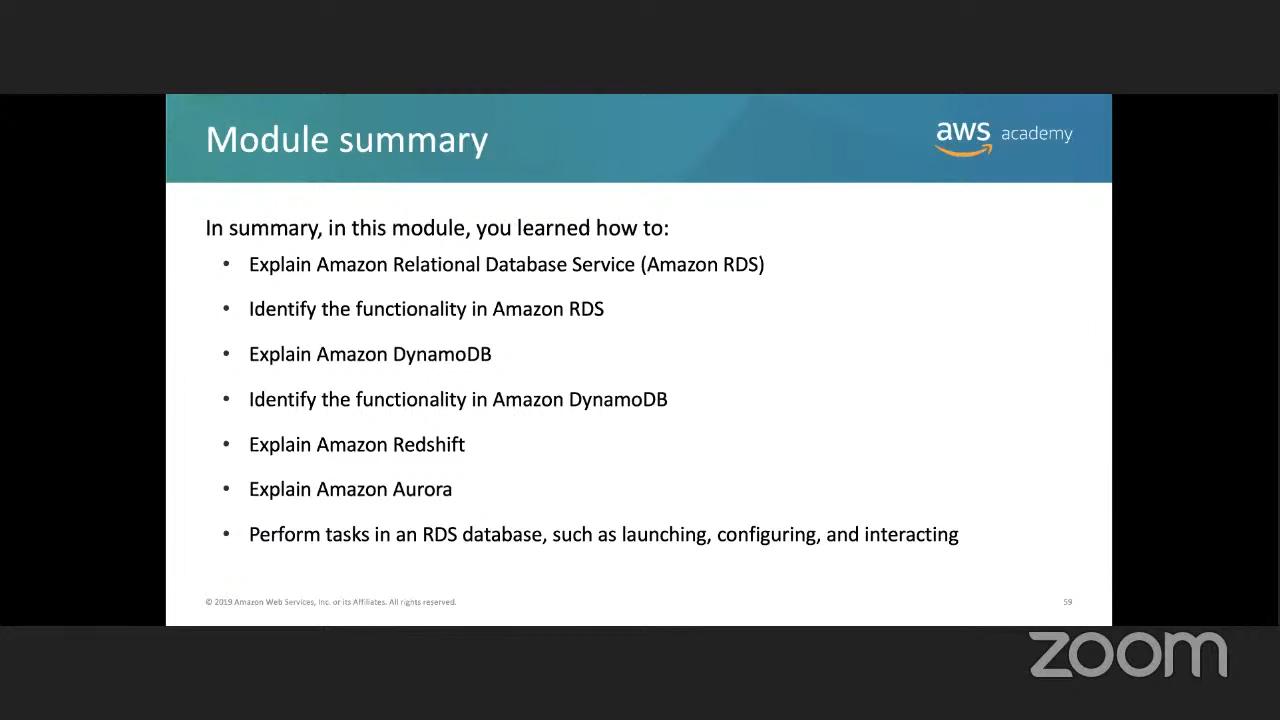 Module summary
aws academy
In summary, in this module, you learned how to:
• Explain Amazon Relational Database Service (Amazon RDS)
• Identify the functionality in Amazon RDS
• Explain Amazon DynamoDB
• Identify the functionality in Amazon DynamoDB
• Explain Amazon Redshift
• Explain Amazon Aurora
• Perform tasks in an RDS database, such as launching, configuring, and interacting
© 2019 Amazon Web Services, Inc. or its Affiliates. All rights reserved.
59
zoom